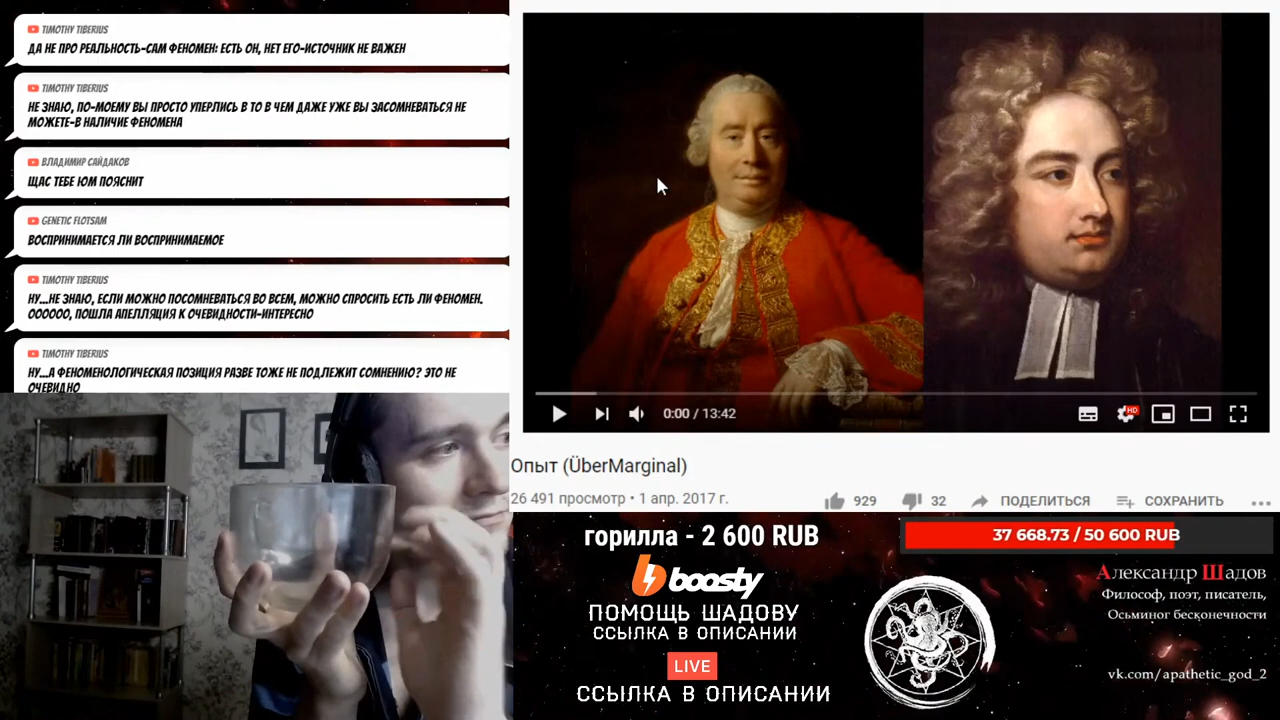 TIMOTHY TIBERIUS
ДА НЕ ПРО РЕАЛЬНОСТЬ-САМ ФЕНОМЕН: ЕСТЬ ОН, НЕТ ЕГО-ИСТОЧНИК НЕ ВАЖЕН
TIMOTHY TIBERIUS
НЕ ЗНАЮ, ПО-МОЕМУ ВЫ ПРОСТО УПЕРЛИСЬ В ТО В ЧЕМ ДАЖЕ УЖЕ ВЫ ЗАСОМНЕВАТЬСЯ НЕ
МОЖЕТЕ-В НАЛИЧИЕ ФЕНОМЕНА
ВЛАДИМИР САЙДАКОВ
ЩАС ТЕБЕ ЮМ ПОЯСНИТ
GENETIC FLOTSAM
ВОСПРИНИМАЕТСЯ ЛИ ВОСПРИНИМАЕМОЕ
TIMOTHY TIBERIUS
НУ...НЕ ЗНАЮ, ЕСЛИ МОЖНО ПОСОМНЕВАТЬСЯ ВО ВСЕМ, МОЖНО СПРОСИТЬ ЕСТЬ ЛИ ФЕНОМЕН.
ОООООО, ПОШЛА АПЕЛЛЯЦИЯ К ОЧЕВИДНОСТИ-ИНТЕРЕСНО
TIMOTHY TIBERIUS
НУ...А ФЕНОМЕНОЛОГИЧЕСКАЯ ПОЗИЦИЯ РАЗВЕ ТОЖЕ НЕ ПОДЛЕЖИТ СОМНЕНИЮ? ЭТО НЕ
ОЧЕВИДНО
0:00 / 13:42
HD
Опыт (ÜberMarginal)
26 491 просмотр • 1 апр. 2017 г.
929
32
ПОДЕЛИТЬСЯ
СОХРАНИТЬ
горилла - 2 600 RUB
boosty
ПОМОЩЬ ШАДОВУ
ССЫЛКА В ОПИСАНИИ
LIVE
ССЫЛКА В ОПИСАНИИ
37 668.73 / 50 600 RUB
Александр Шадов
Философ, поэт, писатель,
Осьминог бесконечности
vk.com/apathetic_god_2